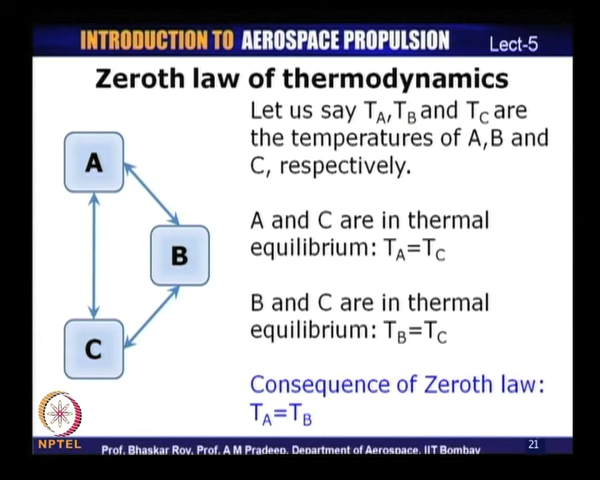 INTRODUCTION TO AEROSPACE PROPULSION
Lect-5
Zeroth law of thermodynamics
Let us say TA,TB and TC are
the temperatures of A,B and
C, respectively.
A
B
C
A and C are in thermal
equilibrium: TA=TC
B and C are in thermal
equilibrium: TB=TC
Consequence of Zeroth law:
TA=TB
NPTEL
Prof. Bhaskar Roy, Prof. A M Pradeep, Department of Aerospace, IIT Bombay
21